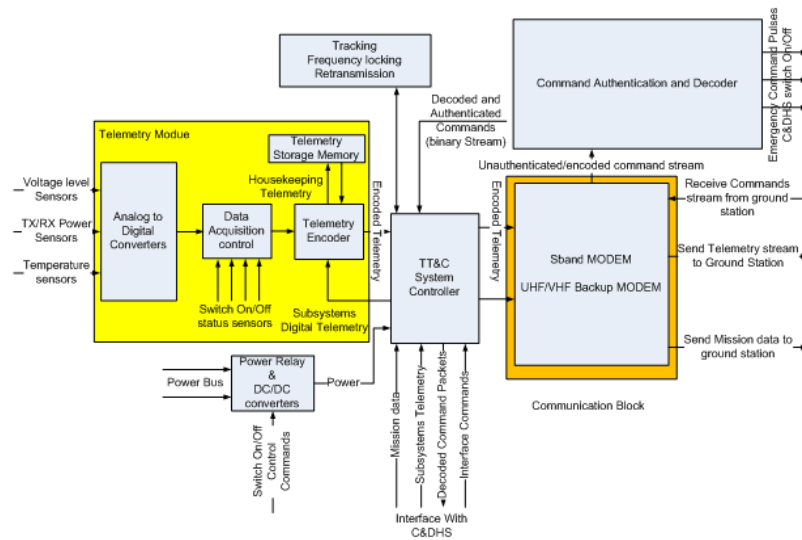 Tracking
Frequency locking
Retransmission
Command Authentication and Decoder
Emergency Command Pulses
C&DHS switch On/Off
Decoded and
Authenticated
Commands
(binary Stream)
Telemetry Modue
Telemetry
Storage Memory
Housekeeping
Telemetry
Unauthenticated/encoded command stream
Voltage level
Sensors
TX/RX Power
Sensors
Temperature
sensors
Analog to
Digital
Converters
Data
Acquisition
control
Telemetry
Encoder
Encoded Telemetry
TT&C
System
Controller
Encoded Telemetry
Sband MODEM
UHF/VHF Backup MODEM
Receive Commands
stream from ground
station
Send Telemetry stream
to Ground Station
Send Mission data to
ground station
Switch On/Off
status sensors
Subsystems
Digital Telemetry
Power Bus
Power Relay
&
DC/DC
converters
Power
Communication Block
Switch On/Off
Control
Commands
Mission data
Subsystems Telemetry
Decoded Command Packets
Interface Commands
Interface With
C&DHS